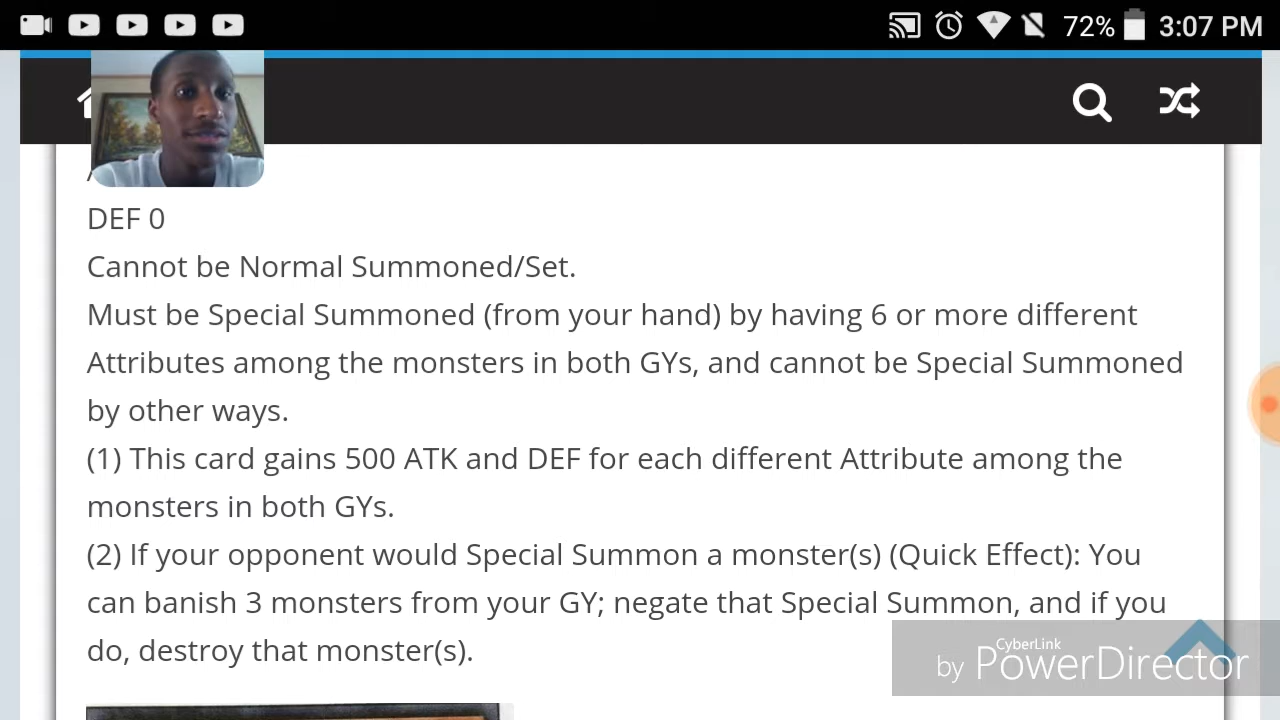 72% 3:07 PM
DEF 0
Cannot be Normal Summoned/Set.
Must be Special Summoned (from your hand) by having 6 or more different
Attributes among the monsters in both GYs, and cannot be Special Summoned
by other ways.
(1) This card gains 500 ATK and DEF for each different Attribute among the
monsters in both GYs.
(2) If your opponent would Special Summon a monster(s) (Quick Effect): You
can banish 3 monsters from your GY; negate that Special Summon, and if you
do, destroy that monster(s).
CyberLink
by PowerDirector